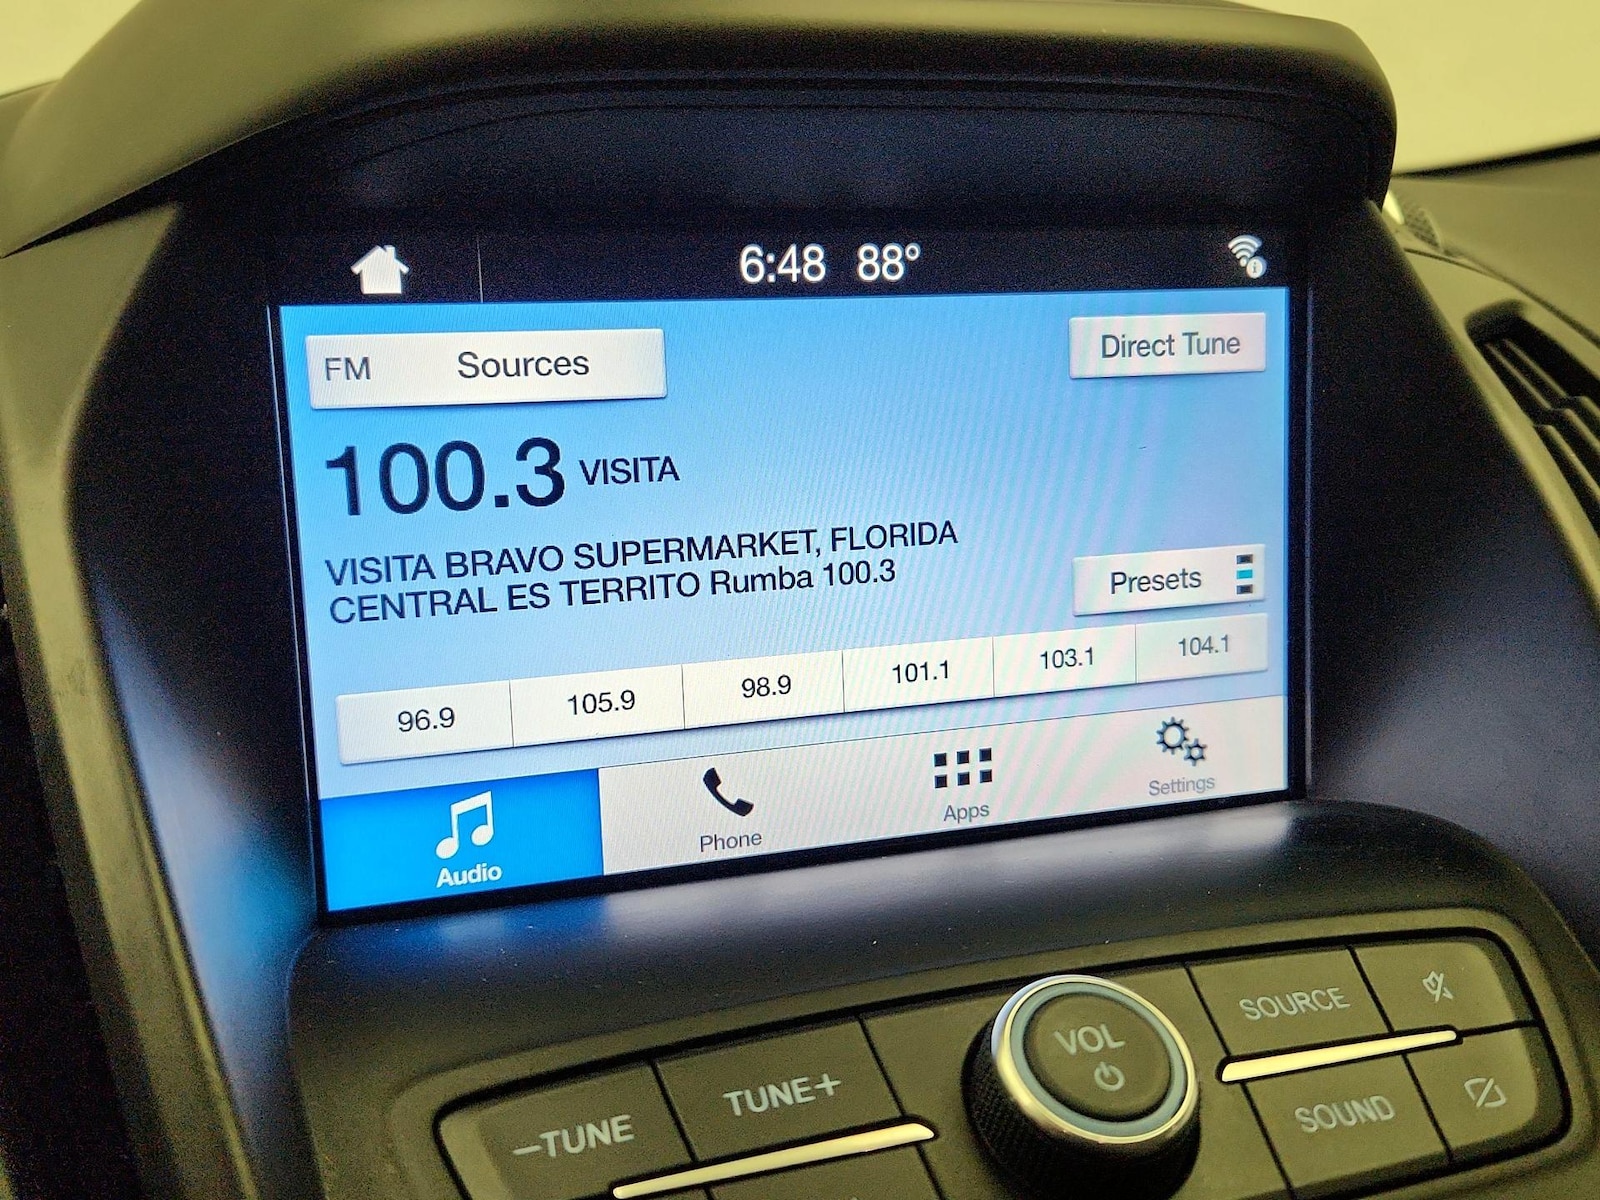 6:48 88°
FM Sources
Direct Tune
100.3 VISITA
VISITA BRAVO SUPERMARKET, FLORIDA
CENTRAL ES TERRITO Rumba 100.3
Presets
96.9 105.9 98.9 101.1 103.1 104.1
Audio Phone Apps Settings
VOL
SOURCE
–TUNE TUNE+
SOUND